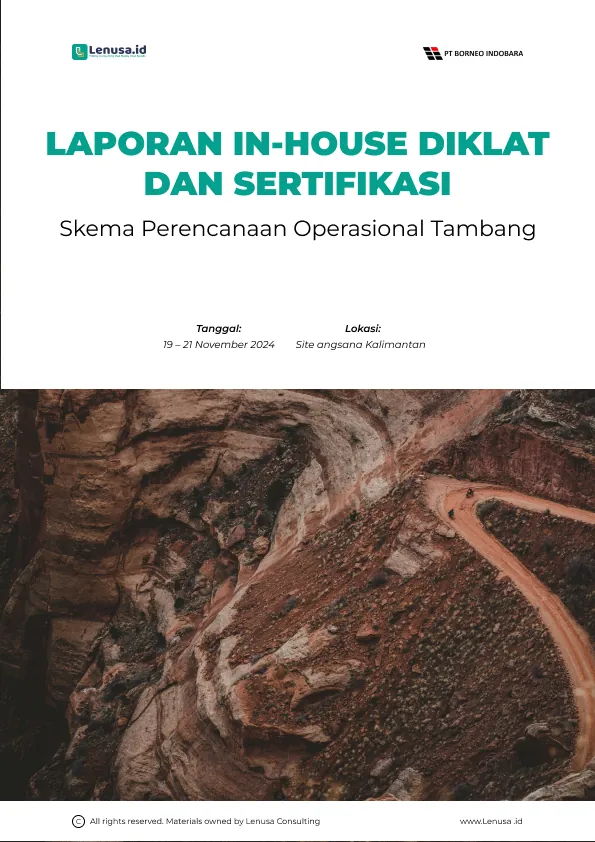 Lenusa.id
PT BORNEO INDOBARA
LAPORAN IN-HOUSE DIKLAT
DAN SERTIFIKASI
Skema Perencanaan Operasional Tambang
Tanggal:
19 – 21 November 2024
Lokasi:
Site angsana Kalimantan
C All rights reserved. Materials owned by Lenusa Consulting
www.Lenusa .id